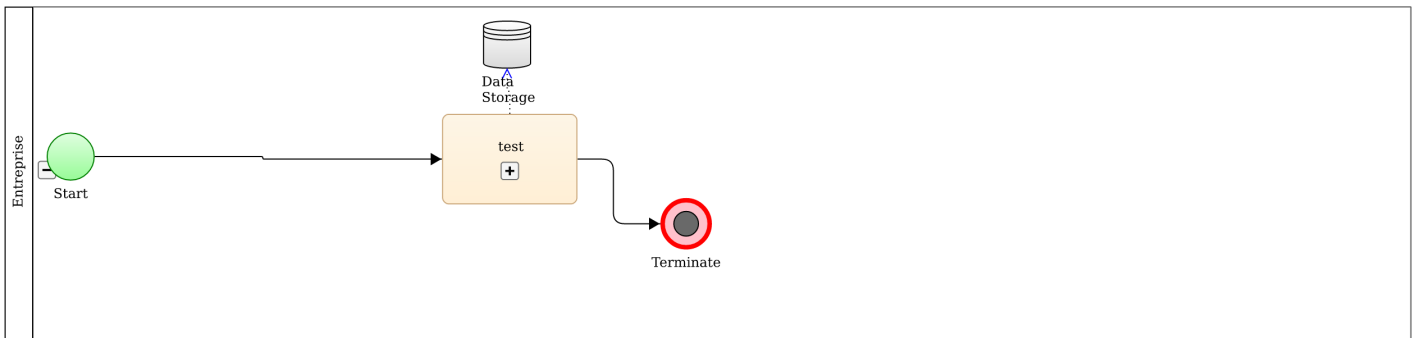 Entreprise
Data
Storage
test
Start
Terminate